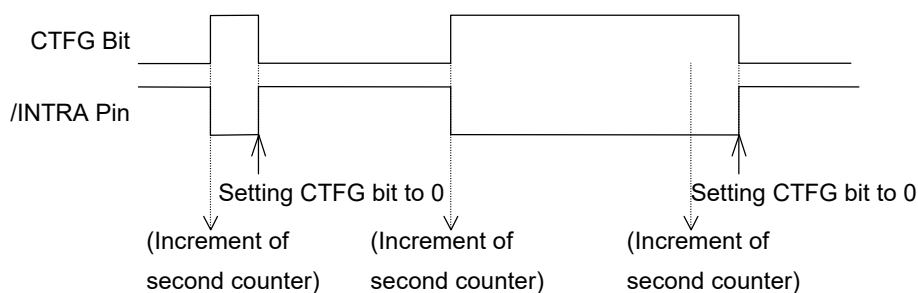 CTFG Bit
/INTRA Pin
Setting CTFG bit to 0
Setting CTFG bit to 0
(Increment of
second counter)
(Increment of
second counter)
(Increment of
second counter)